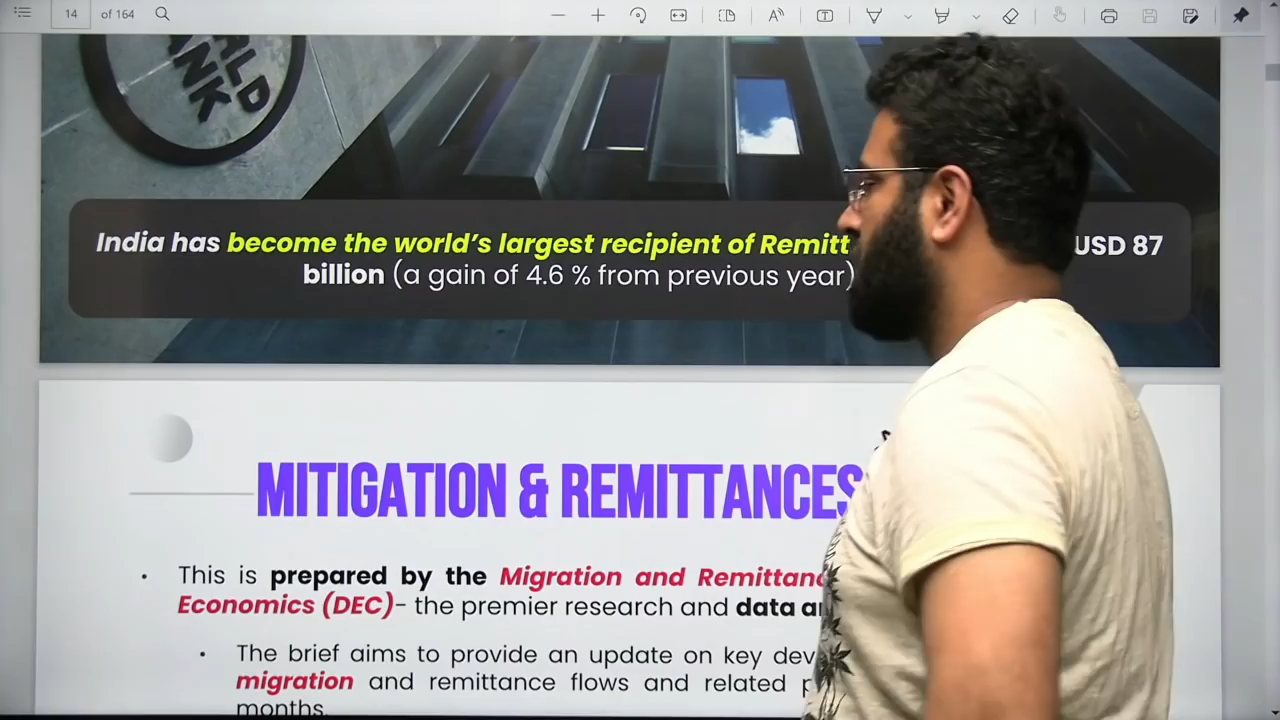 14 of 164
RLD
NK
India has become the world's largest recipient of Remitt USD 87
billion (a gain of 4.6 % from previous year)
MITIGATION & REMITTANCES
• This is prepared by the Migration and Remittanc
Economics (DEC)- the premier research and data a
• The brief aims to provide an update on key dev
migration and remittance flows and related p
months.